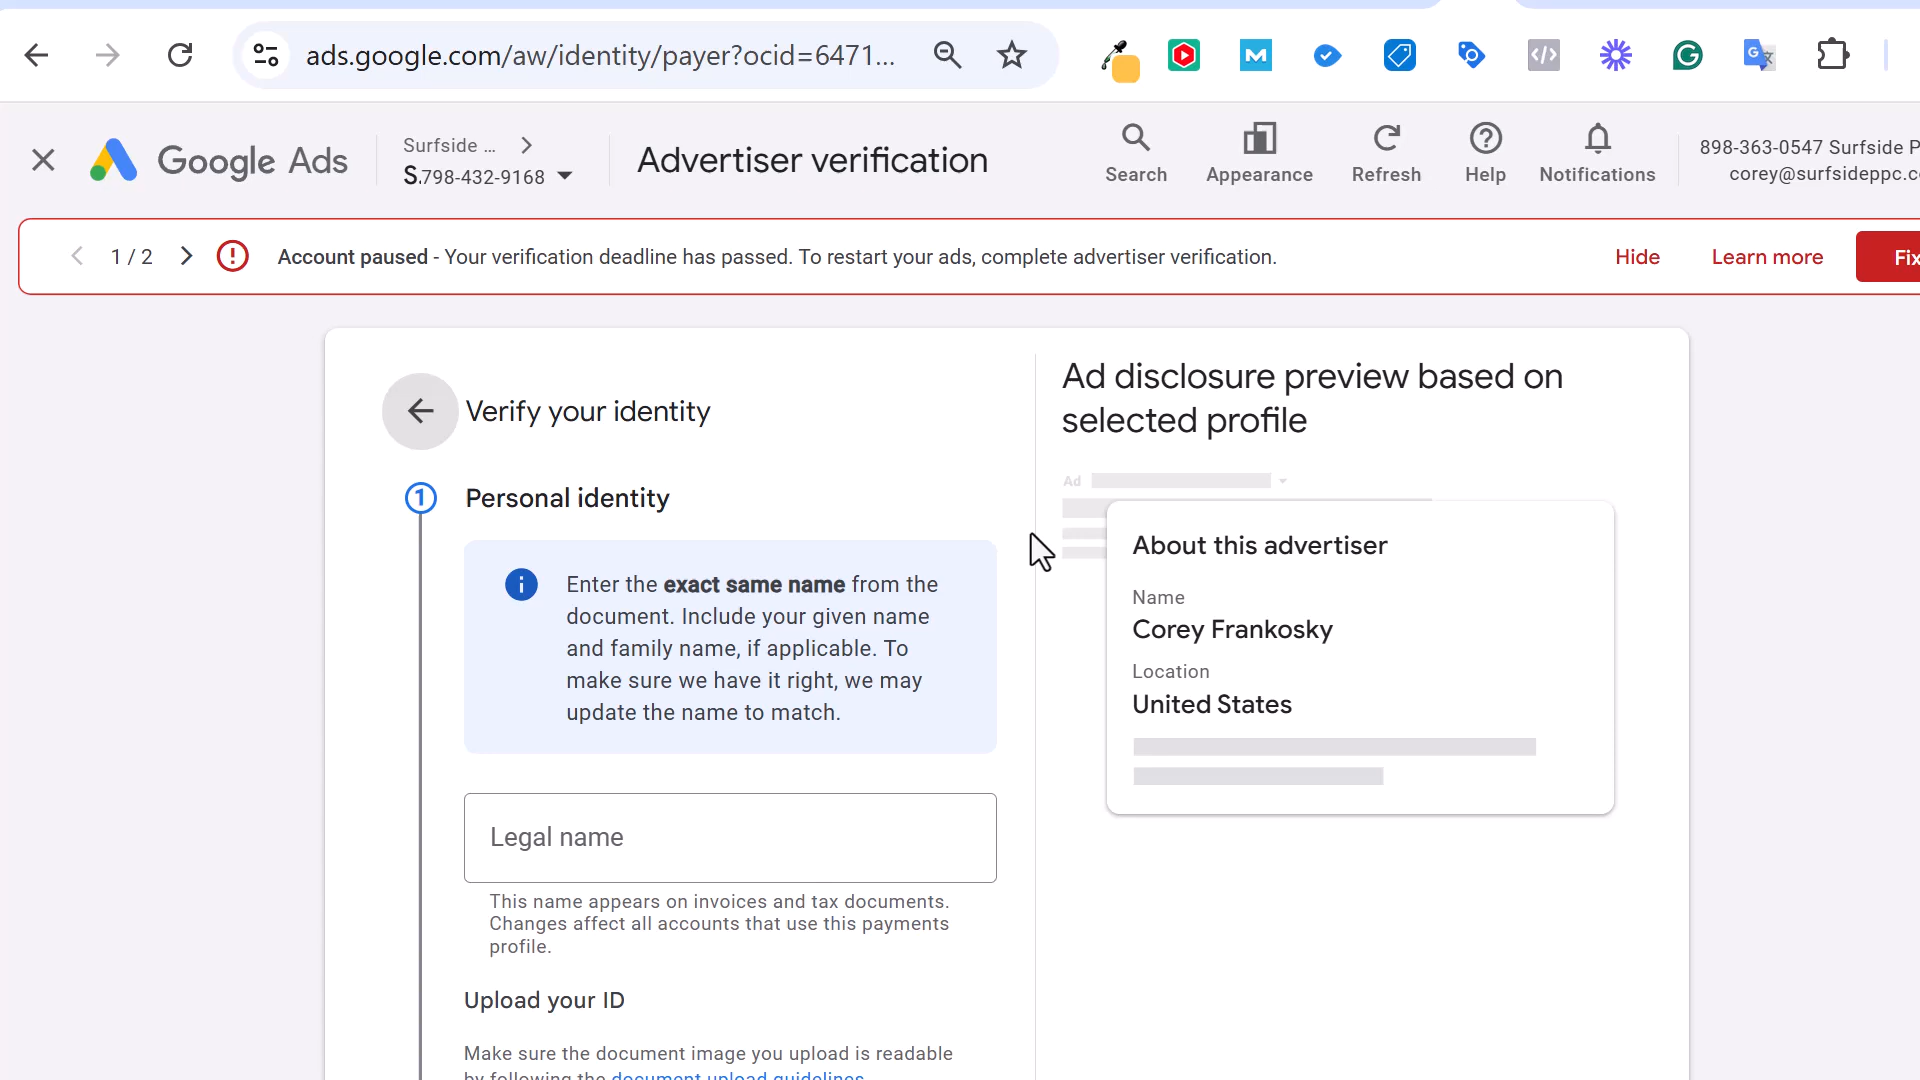 ads.google.com/aw/identity/payer?ocid=6471...
Google Ads
Surfside ...
S.798-432-9168
Advertiser verification
Search
Appearance
Refresh
Help
Notifications
898-363-0547 Surfside P
corey@surfsideppc.c
1 / 2
Account paused - Your verification deadline has passed. To restart your ads, complete advertiser verification.
Hide
Learn more
Fix
Verify your identity
1
Personal identity
Enter the exact same name from the
document. Include your given name
and family name, if applicable. To
make sure we have it right, we may
update the name to match.
Legal name
This name appears on invoices and tax documents.
Changes affect all accounts that use this payments
profile.
Upload your ID
Make sure the document image you upload is readable
by following the document upload guidelines
Ad disclosure preview based on
selected profile
Ad
About this advertiser
Name
Corey Frankosky
Location
United States